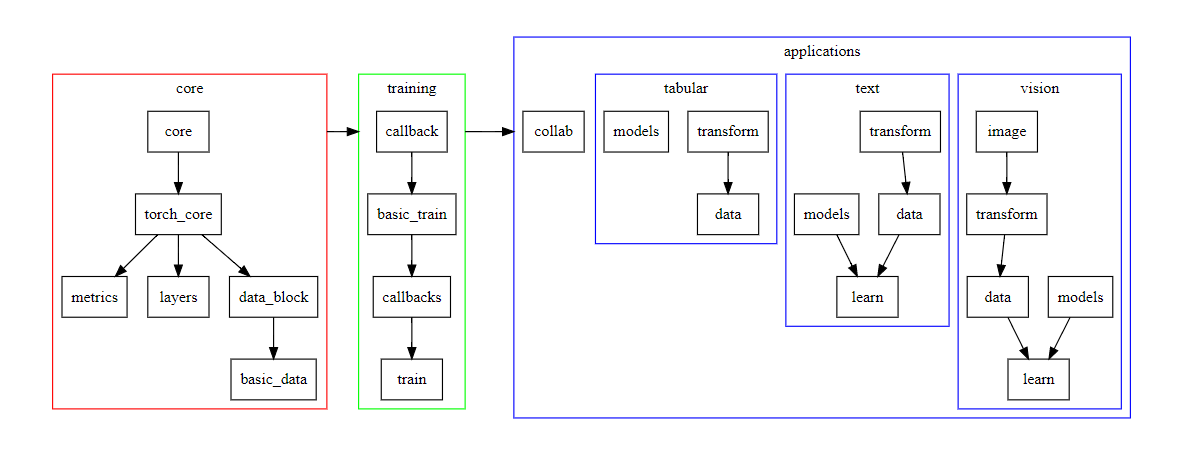 applications
core
training
tabular
text
vision
core
callback
collab
models
transform
transform
image
torch_core
basic_train
data
models
data
transform
metrics
layers
data_block
callbacks
learn
data
models
basic_data
train
learn